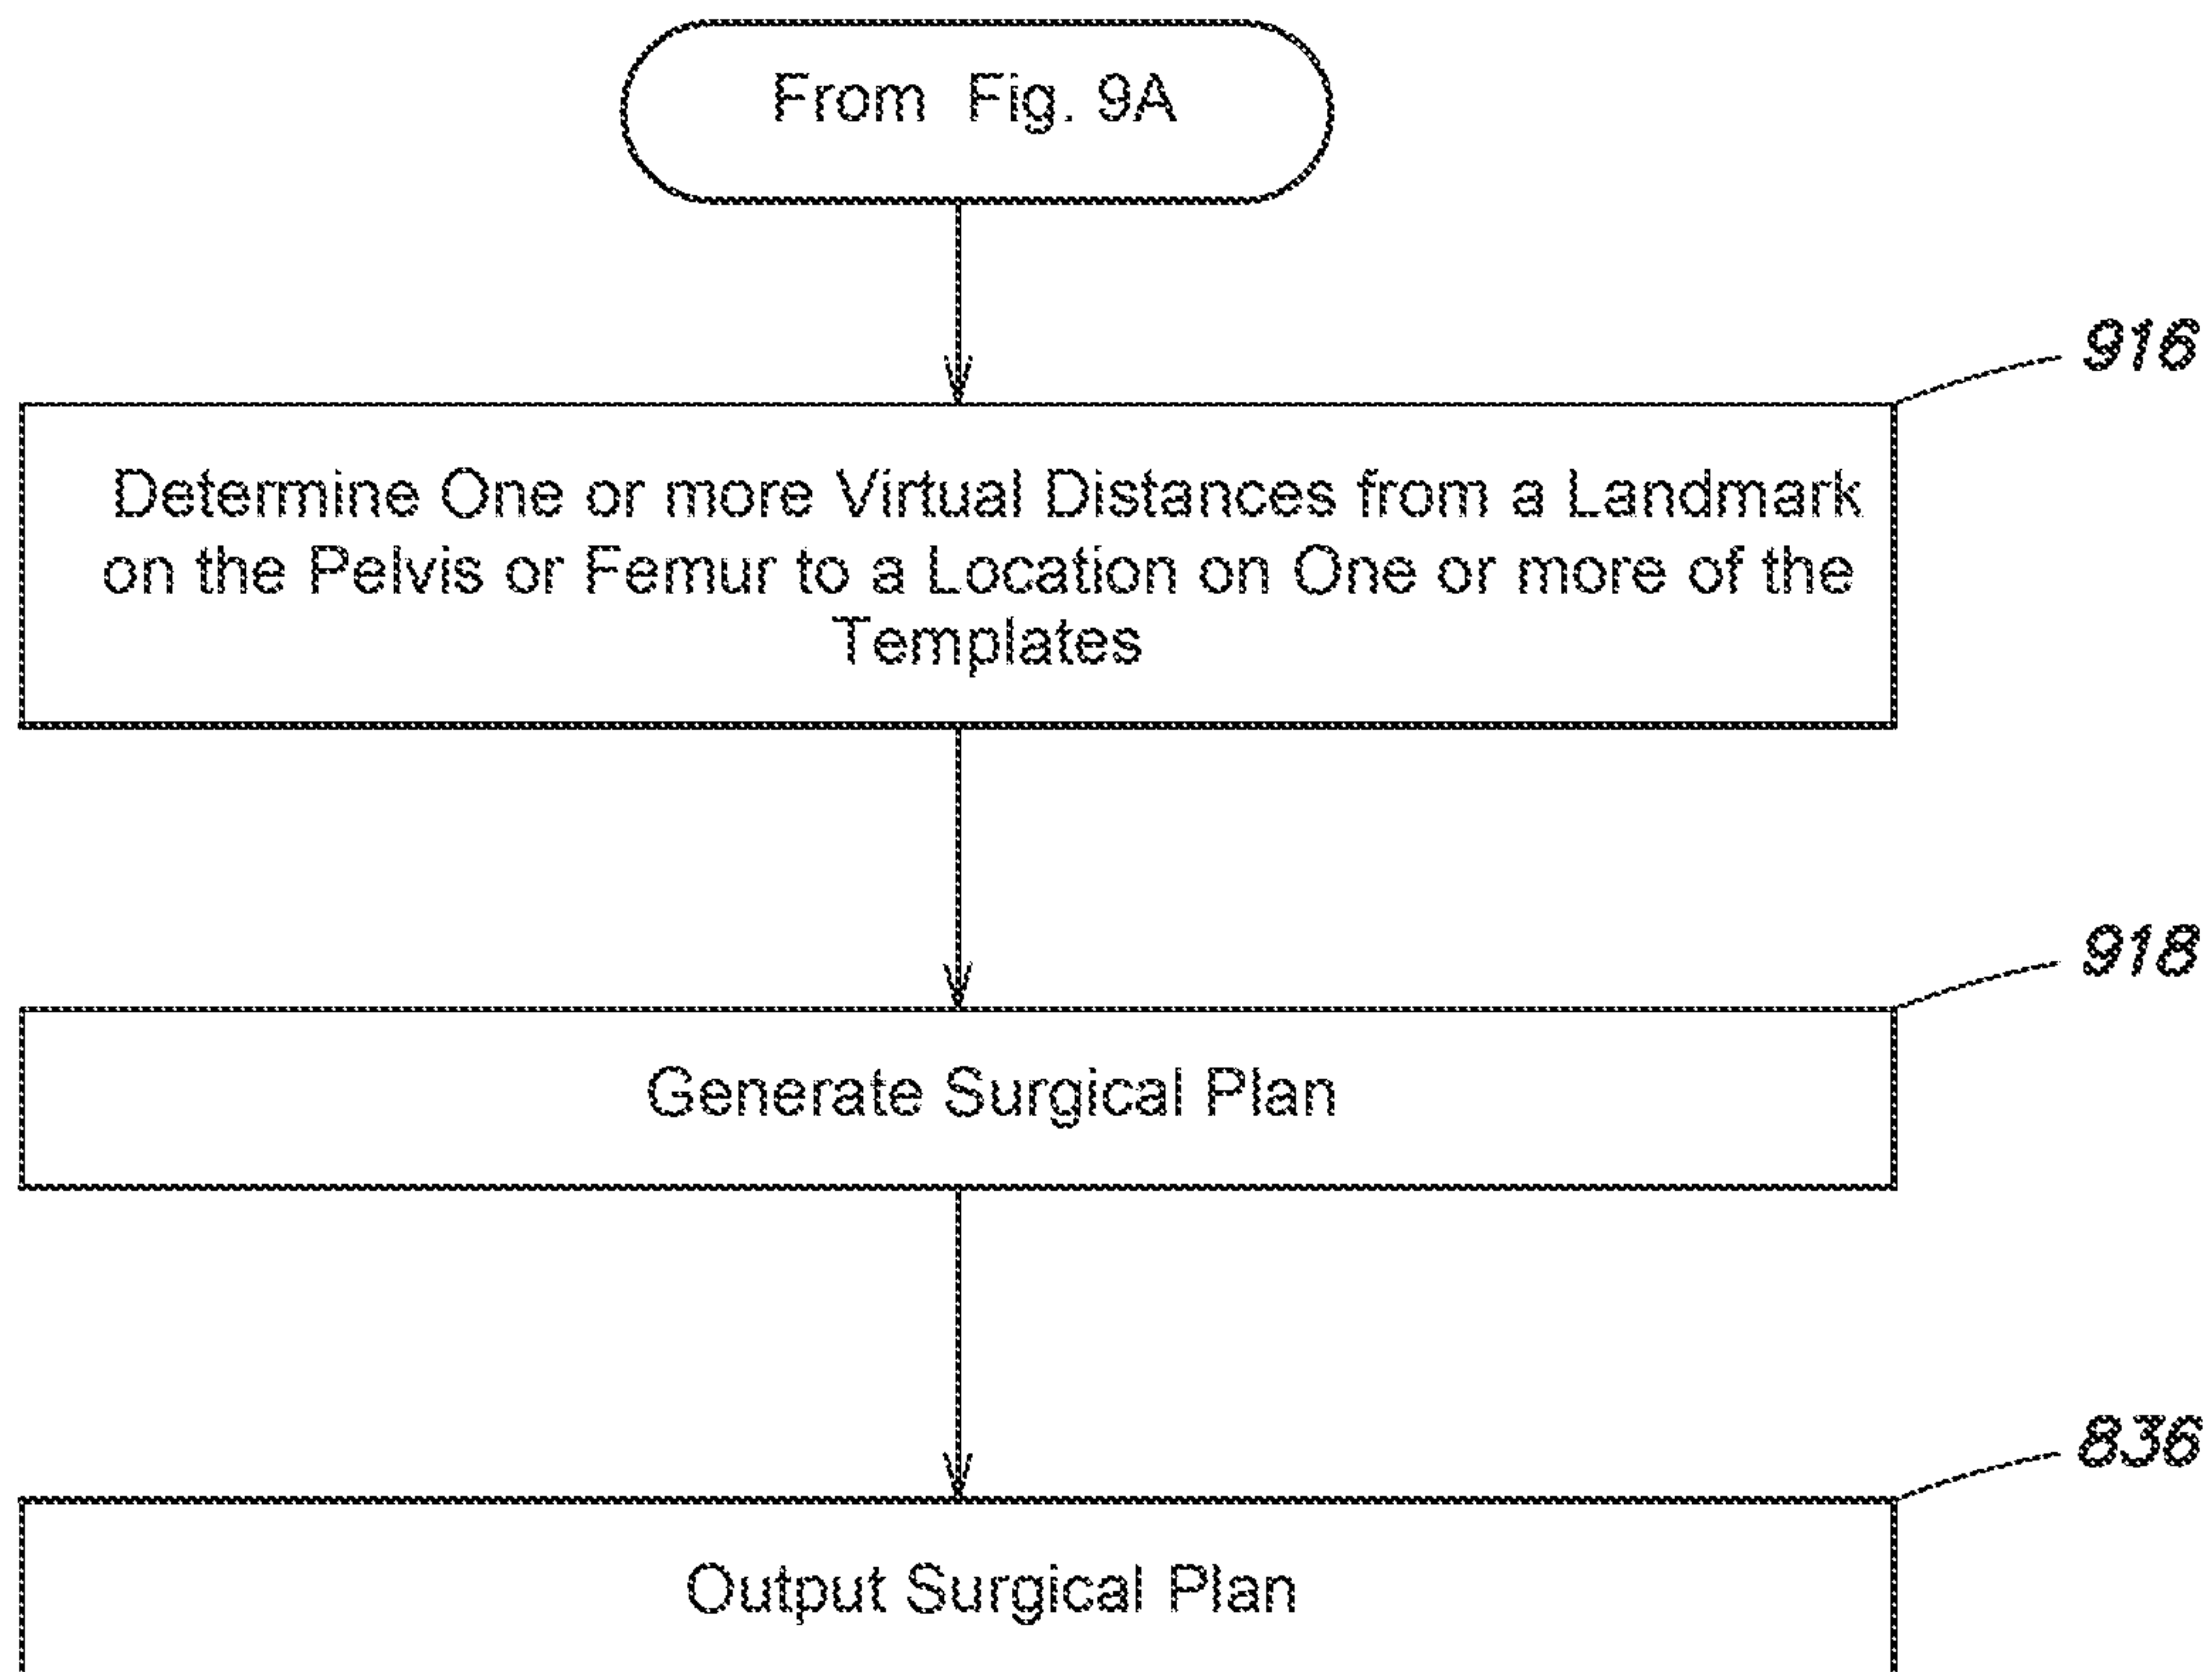 From Fig. 9A
916
Determine One or more Virtual Distances from a Landmark
on the Pelvis or Femur to a Location on One or more of the
Templates
918
Generate Surgical Plan
836
Output Surgical Plan